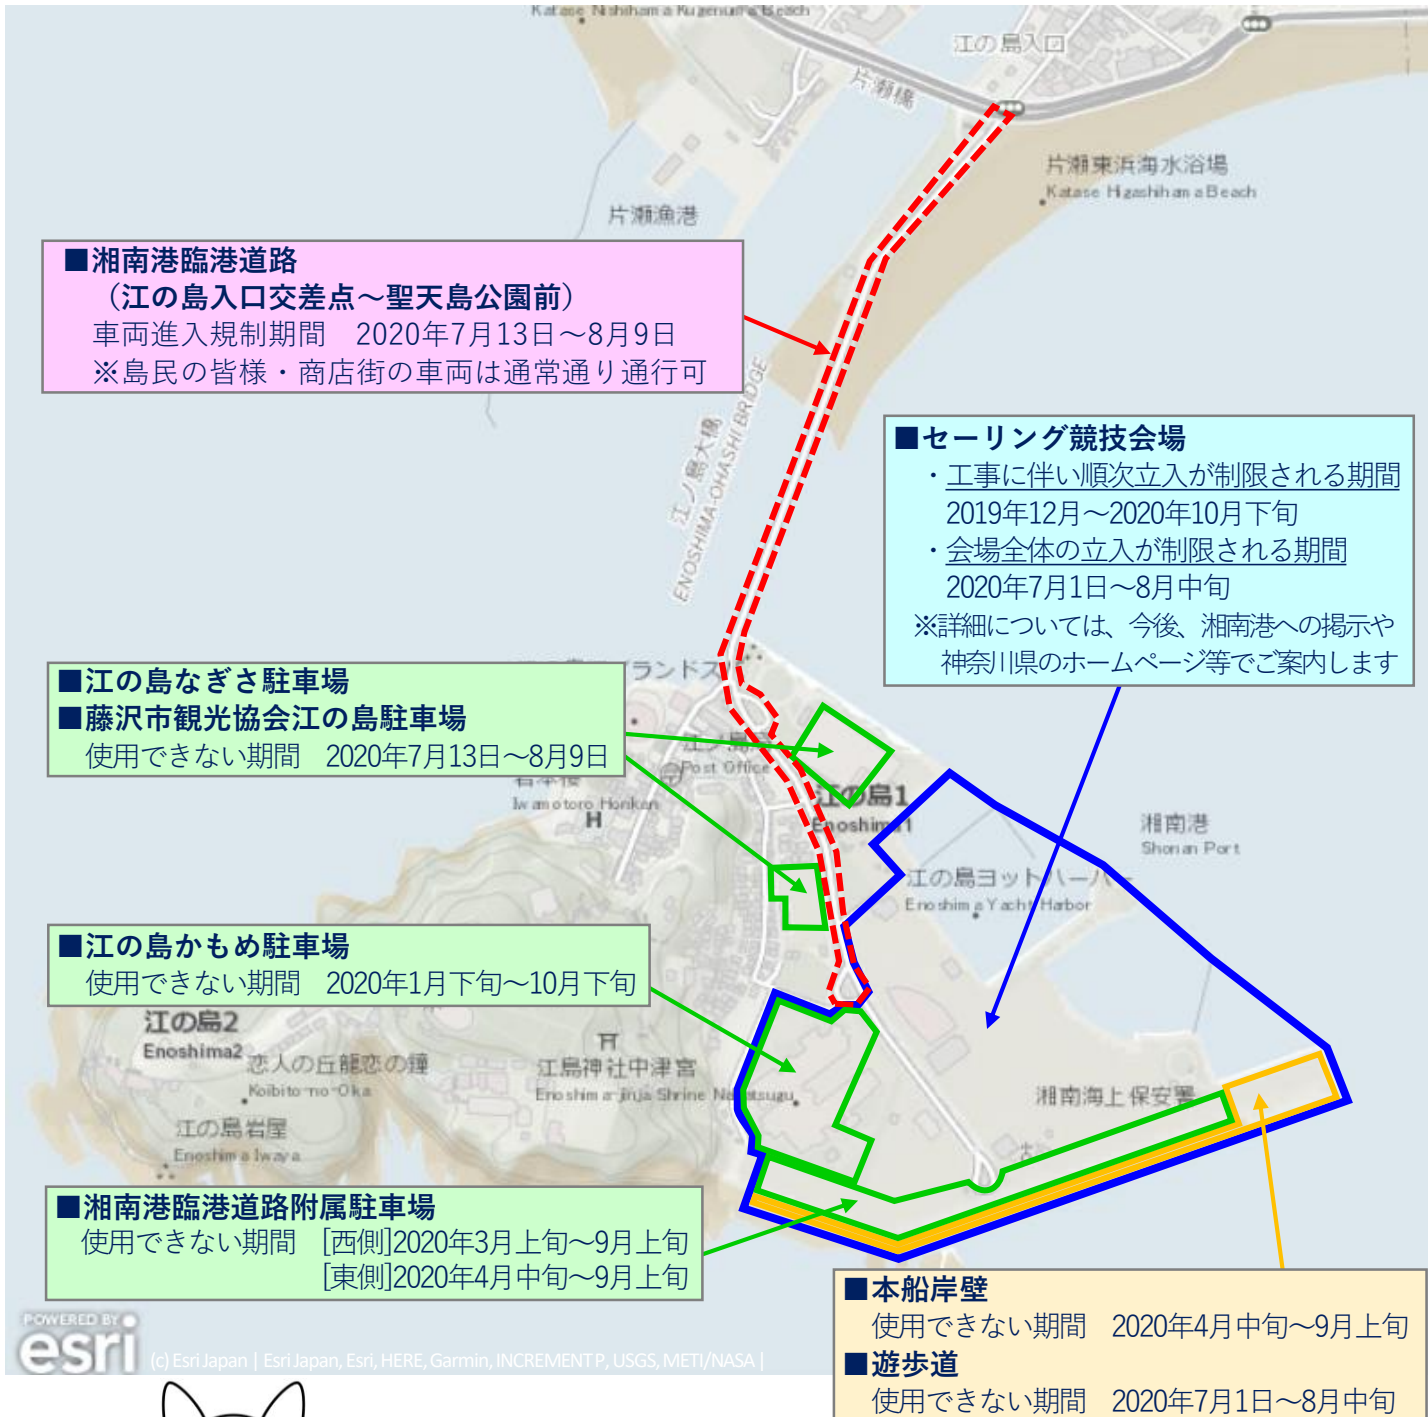 Katase Nishihama Kugenuma Beach
江の島入口
片瀬橋
片瀬東浜海水浴場
Katase Higashihama Beach
片瀬漁港
■湘南港臨港道路
（江の島入口交差点～聖天島公園前）
車両進入規制期間　2020年7月13日～8月9日
※島民の皆様・商店街の車両は通常通り通行可
江ノ島大橋
ENOSHIMA-OHASHI BRIDGE
■セーリング競技会場
・工事に伴い順次立入が制限される期間
2019年12月～2020年10月下旬
・会場全体の立入が制限される期間
2020年7月1日～8月中旬
※詳細については、今後、湘南港への掲示や
神奈川県のホームページ等でご案内します
ランドス
■江の島なぎさ駐車場
■藤沢市観光協会江の島駐車場
使用できない期間　2020年7月13日～8月9日
Post Office
Iwamotoro Honkan
H
江の島1
Enoshima1
湘南港
Shonan Port
江の島ヨットハーバー
Enoshima Yacht Harbor
■江の島かもめ駐車場
使用できない期間　2020年1月下旬～10月下旬
江の島2
Enoshima2
恋人の丘龍恋の鐘
Koibito-no-Oka
江島神社中津宮
Enoshima-jinja Shrine Nakatsugu
江の島岩屋
Enoshima Iwaya
湘南海上保安署
■湘南港臨港道路附属駐車場
使用できない期間　[西側]2020年3月上旬～9月上旬
[東側]2020年4月中旬～9月上旬
■本船岸壁
使用できない期間　2020年4月中旬～9月上旬
■遊歩道
使用できない期間　2020年7月1日～8月中旬
POWERED BY
esri
(c) Esri Japan | Esri Japan, Esri, HERE, Garmin, INCREMENT P, USGS, METI/NASA |